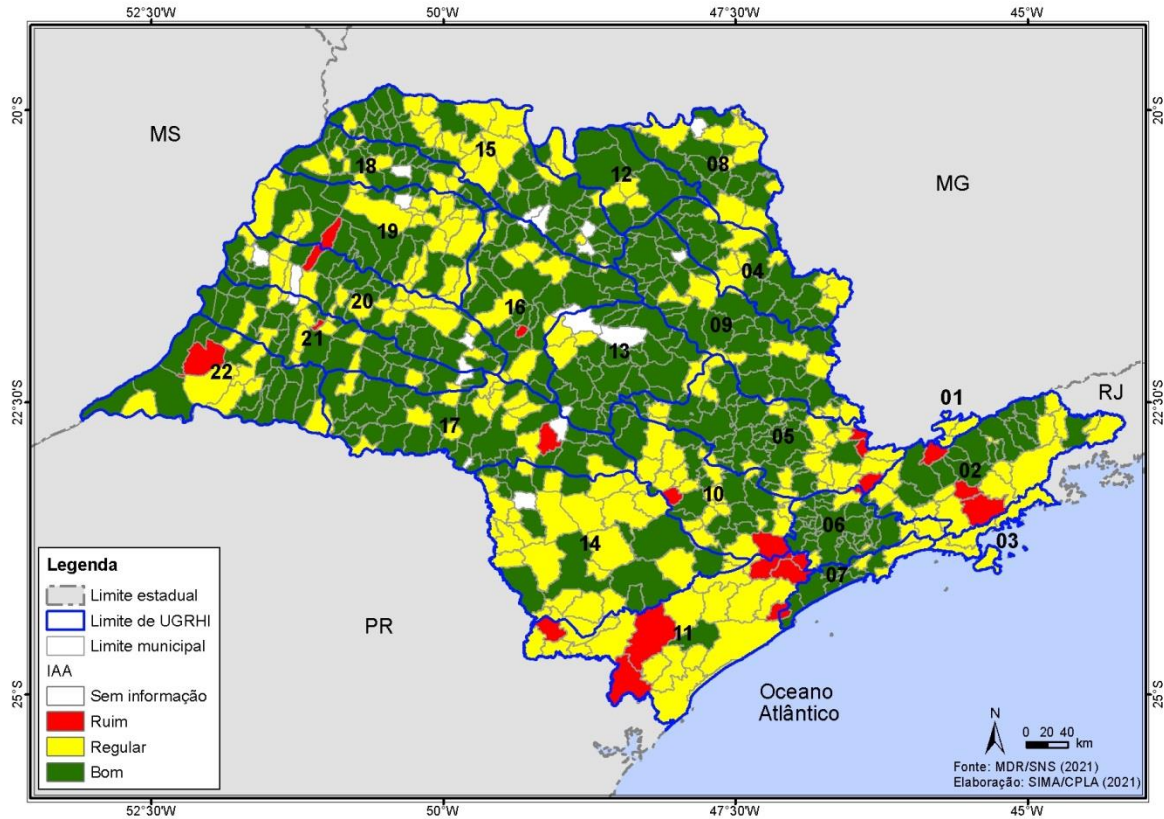 52°30'W 50°W 47°30'W 45°W
20°S 20°S
MS
15
18
12
08
MG
19
04
20
16
09
21
13
22
22°30'S 22°30'S
01
RJ
17
05
02
10
06
03
14
07
11
PR
25°S 25°S
Oceano
Atlântico
Legenda
Limite estadual
Limite de UGRHI
Limite municipal
IAA
Sem informação
Ruim
Regular
Bom
N
0 20 40
km
Fonte: MDR/SNS (2021)
Elaboração: SIMA/CPLA (2021)
52°30'W 50°W 47°30'W 45°W